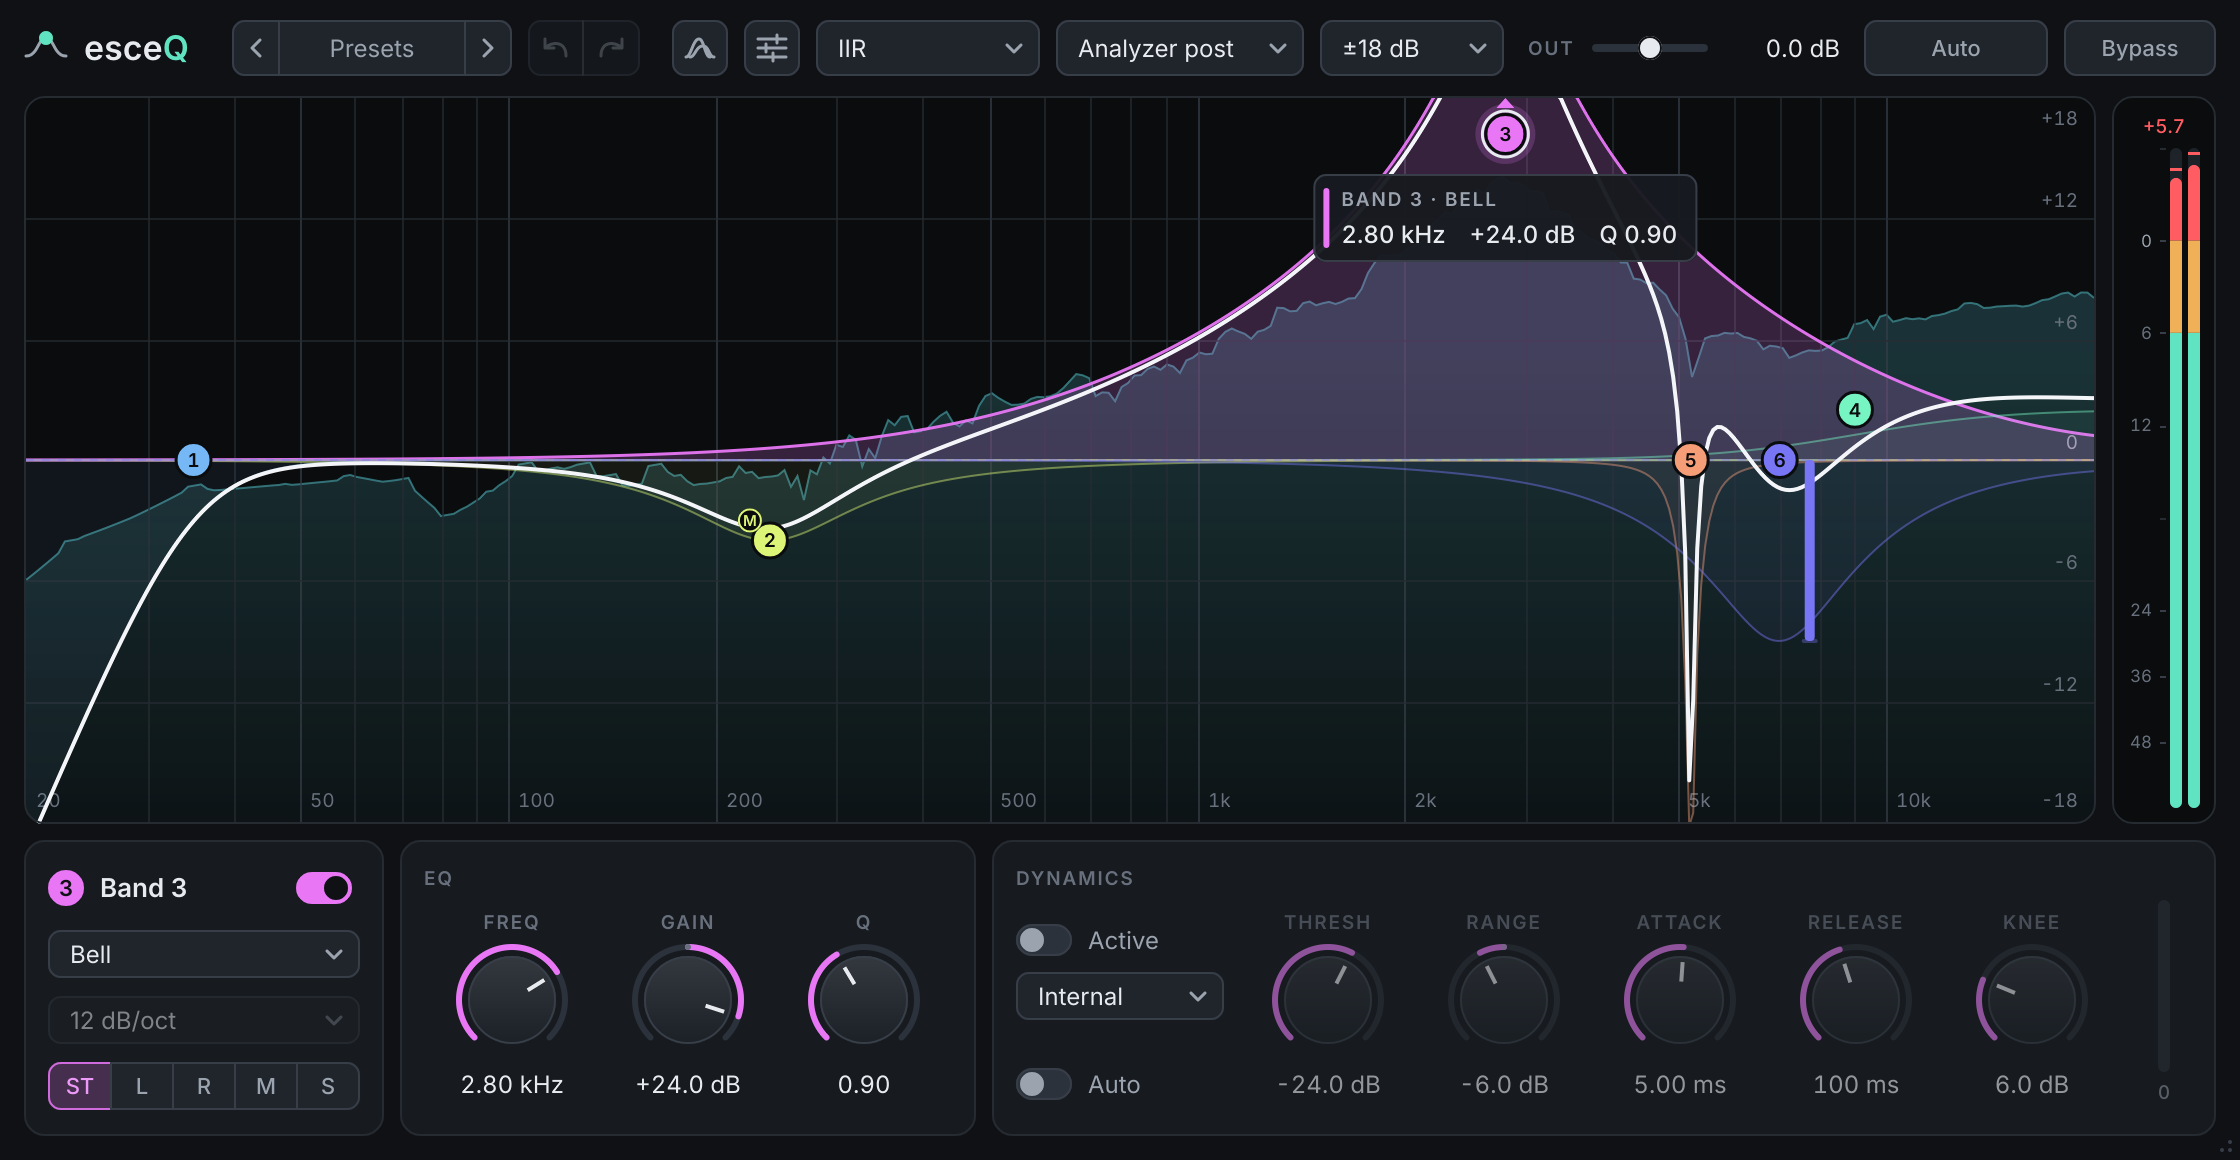 esceQ
Presets
IIR
Analyzer post
±18 dB
OUT
0.0 dB
Auto
Bypass
+18
+12
+6
0
-6
-12
-18
3
BAND 3 · BELL
2.80 kHz +24.0 dB Q 0.90
1
M
2
5
6
4
20
50
100
200
500
1k
2k
5k
10k
+5.7
0
6
12
24
36
48
3 Band 3
Bell
12 dB/oct
ST L R M S
EQ
FREQ GAIN Q
2.80 kHz +24.0 dB 0.90
DYNAMICS
Active
Internal
Auto
THRESH RANGE ATTACK RELEASE KNEE
-24.0 dB -6.0 dB 5.00 ms 100 ms 6.0 dB
0